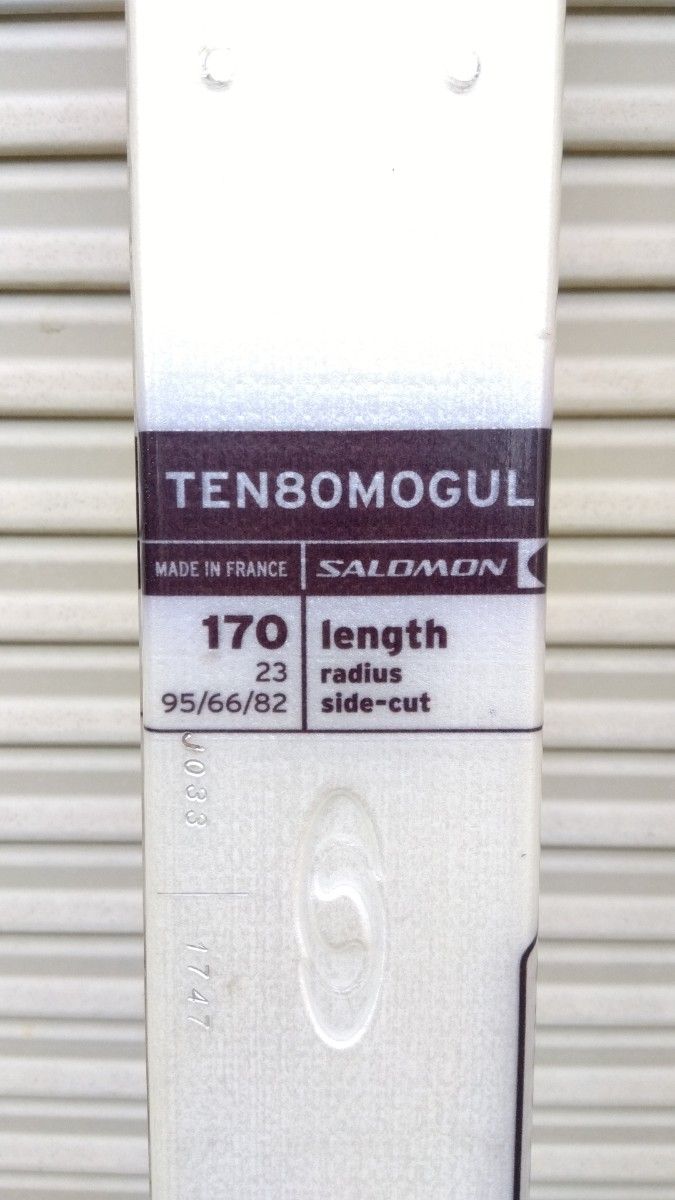 TEN80MOGUL
MADE IN FRANCE SALOMON
170 length
23 radius
95/66/82 side-cut
J033
1747